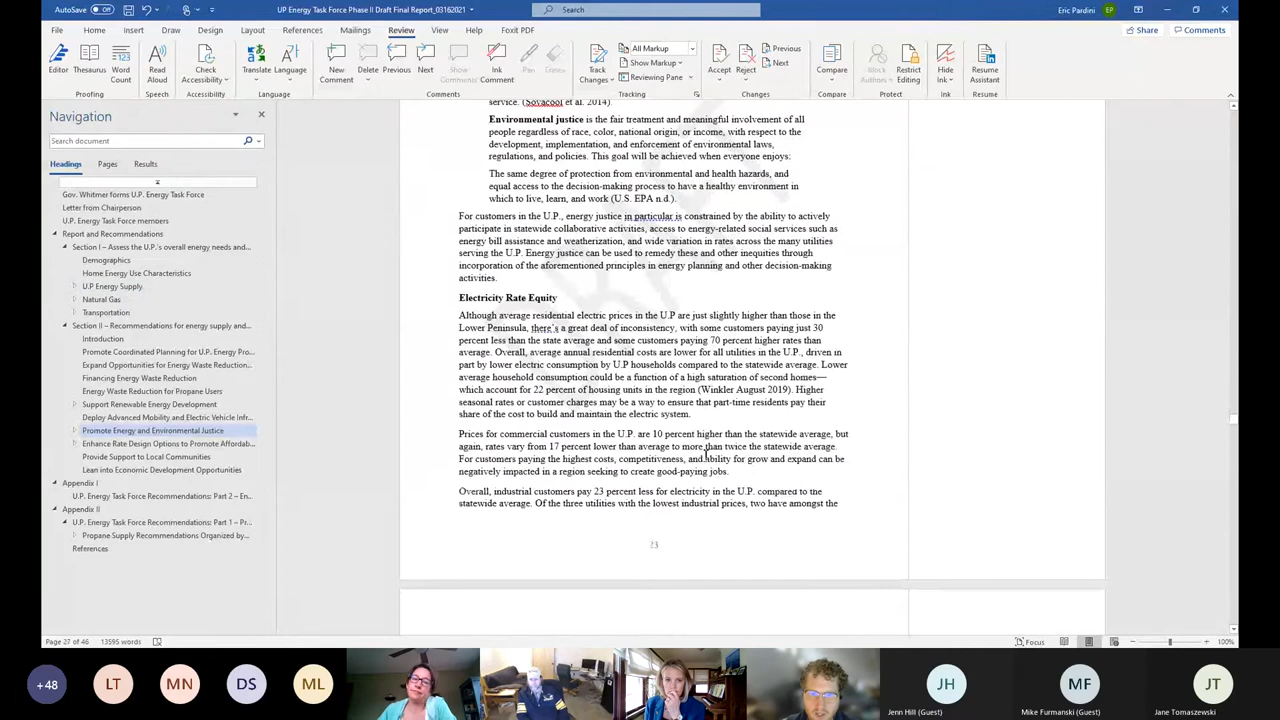 AutoSave
Off
UP Energy Task Force Phase II Draft Final Report_03162021
Search
Eric Pardini
EP
File
Home
Insert
Draw
Design
Layout
References
Mailings
Review
View
Help
Foxit PDF
Share
Comments
Editor
Thesaurus
Word Count
Read Aloud
Check Accessibility
Translate
Language
New Comment
Delete
Previous
Next
Show Comments
Ink Comment
Pen
Eraser
Track Changes
All Markup
Show Markup
Reviewing Pane
Accept
Reject
Previous
Next
Compare
Block Authors
Restrict Editing
Hide Ink
Resume Assistant
Proofing
Speech
Accessibility
Language
Comments
Tracking
Changes
Compare
Protect
Ink
Resume
Navigation
Search document
Headings
Pages
Results
Gov. Whitmer forms U.P. Energy Task Force
Letter from Chairperson
U.P. Energy Task Force members
Report and Recommendations
Section I – Assess the U.P.'s overall energy needs and...
Demographics
Home Energy Use Characteristics
U.P Energy Supply
Natural Gas
Transportation
Section II – Recommendations for energy supply and...
Introduction
Promote Coordinated Planning for U.P. Energy Pro...
Expand Opportunities for Energy Waste Reduction...
Financing Energy Waste Reduction
Energy Waste Reduction for Propane Users
Support Renewable Energy Development
Deploy Advanced Mobility and Electric Vehicle Infr...
Promote Energy and Environmental Justice
Enhance Rate Design Options to Promote Affordab...
Provide Support to Local Communities
Lean into Economic Development Opportunities
Appendix I
U.P. Energy Task Force Recommendations: Part 2 – En...
Appendix II
U.P. Energy Task Force Recommendations: Part 1 – Pr...
Propane Supply Recommendations Organized by...
References
service. (Sovacool et al. 2014).
Environmental justice is the fair treatment and meaningful involvement of all
people regardless of race, color, national origin, or income, with respect to the
development, implementation, and enforcement of environmental laws,
regulations, and policies. This goal will be achieved when everyone enjoys:
The same degree of protection from environmental and health hazards, and
equal access to the decision-making process to have a healthy environment in
which to live, learn, and work (U.S. EPA n.d.).
For customers in the U.P., energy justice in particular is constrained by the ability to actively
participate in statewide collaborative activities, access to energy-related social services such as
energy bill assistance and weatherization, and wide variation in rates across the many utilities
serving the U.P. Energy justice can be used to remedy these and other inequities through
incorporation of the aforementioned principles in energy planning and other decision-making
activities.
Electricity Rate Equity
Although average residential electric prices in the U.P are just slightly higher than those in the
Lower Peninsula, there's a great deal of inconsistency, with some customers paying just 30
percent less than the state average and some customers paying 70 percent higher rates than
average. Overall, average annual residential costs are lower for all utilities in the U.P., driven in
part by lower electric consumption by U.P households compared to the statewide average. Lower
average household consumption could be a function of a high saturation of second homes—
which account for 22 percent of housing units in the region (Winkler August 2019). Higher
seasonal rates or customer charges may be a way to ensure that part-time residents pay their
share of the cost to build and maintain the electric system.
Prices for commercial customers in the U.P. are 10 percent higher than the statewide average, but
again, rates vary from 17 percent lower than average to more than twice the statewide average.
For customers paying the highest costs, competitiveness, and ability for grow and expand can be
negatively impacted in a region seeking to create good-paying jobs.
Overall, industrial customers pay 23 percent less for electricity in the U.P. compared to the
statewide average. Of the three utilities with the lowest industrial prices, two have amongst the
23
Page 27 of 46
13595 words
Focus
100%
+48
LT
MN
DS
ML
JH
Jenn Hill (Guest)
MF
Mike Furmanski (Guest)
JT
Jane Tomaszewski